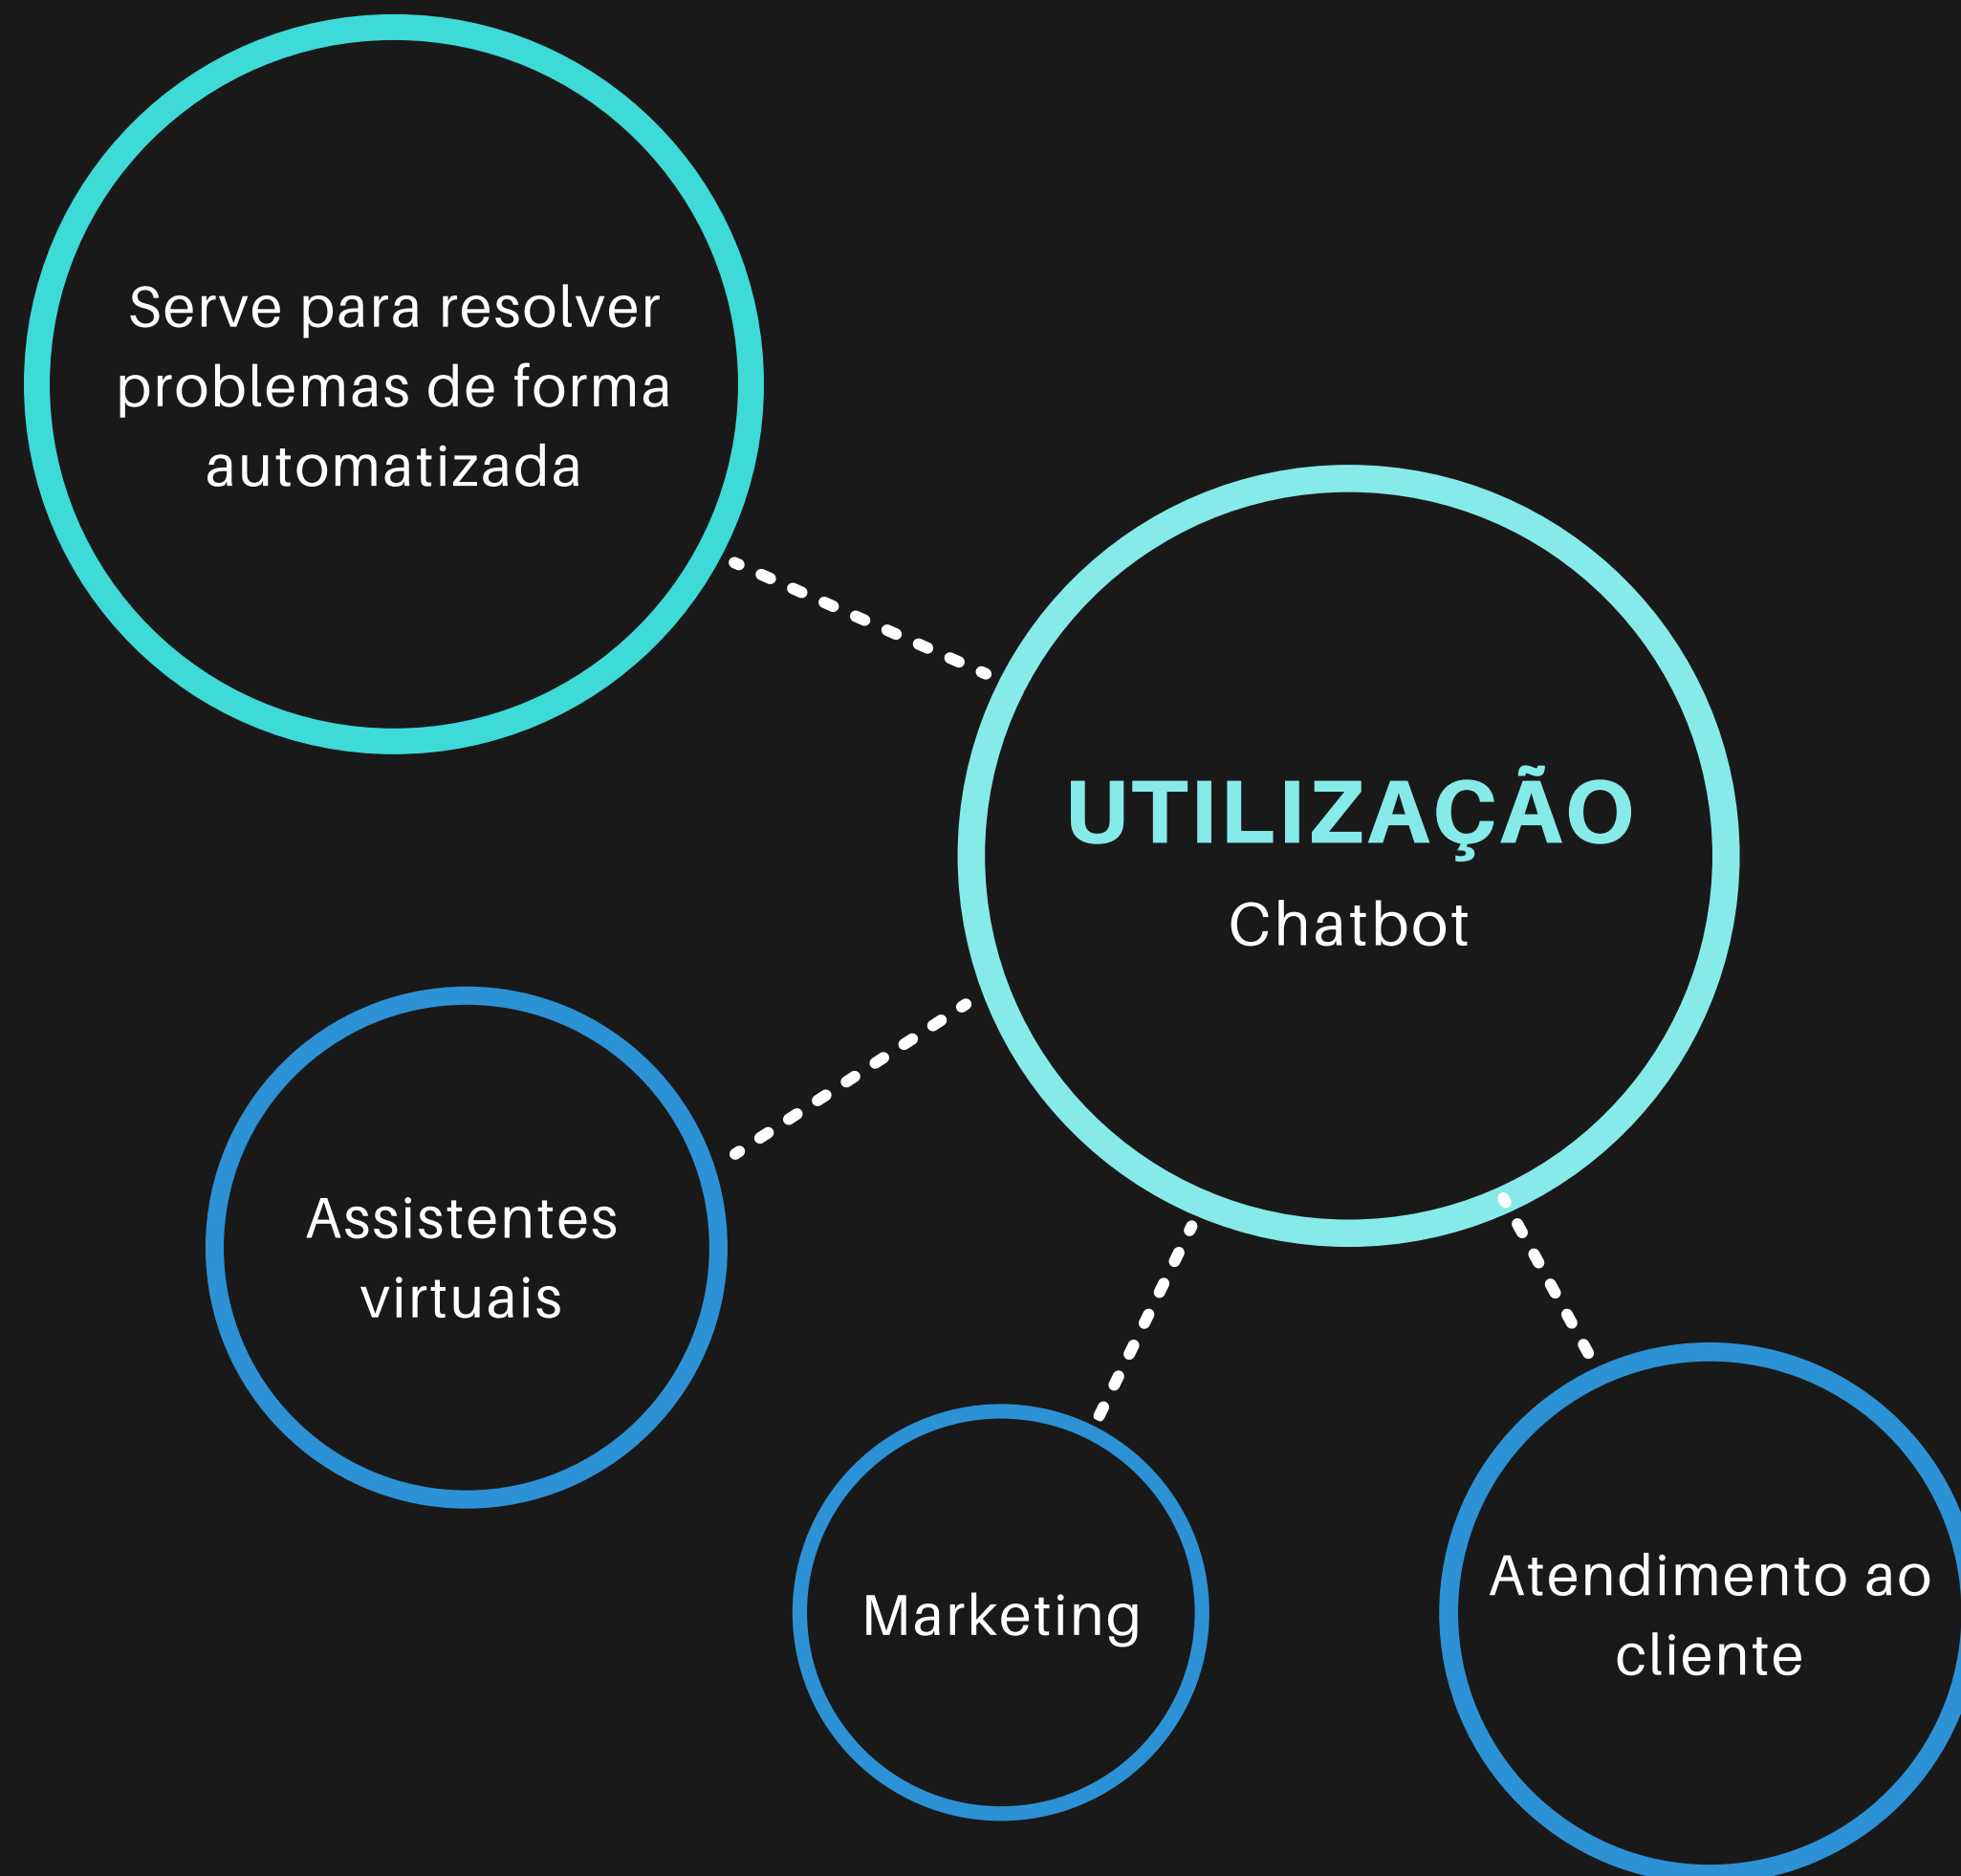 Serve para resolver
problemas de forma
automatizada
UTILIZAÇÃO
Chatbot
Assistentes
virtuais
Marketing
Atendimento ao
cliente